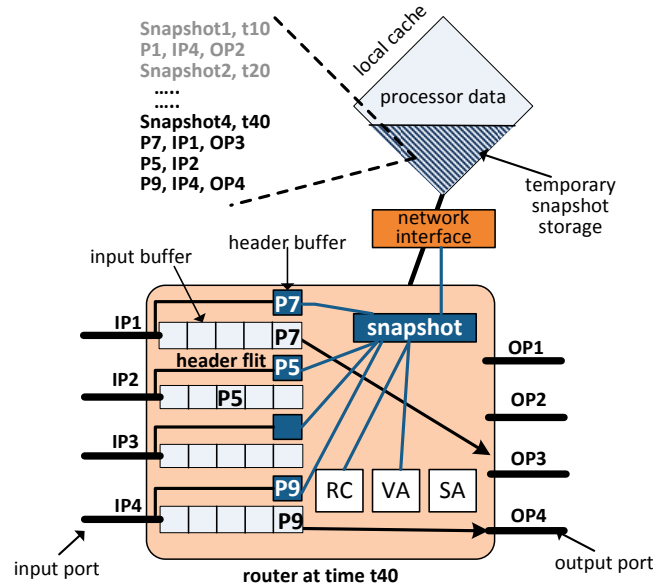 Snapshot1, t10
P1, IP4, OP2
Snapshot2, t20
.....
.....
Snapshot4, t40
P7, IP1, OP3
P5, IP2
P9, IP4, OP4
local cache
processor data
temporary
snapshot
storage
network
interface
header buffer
input buffer
P7
IP1
P7
snapshot
header flit
P5
OP1
IP2
P5
OP2
IP3
OP3
P9
RC
VA
SA
IP4
P9
OP4
input port
output port
router at time t40